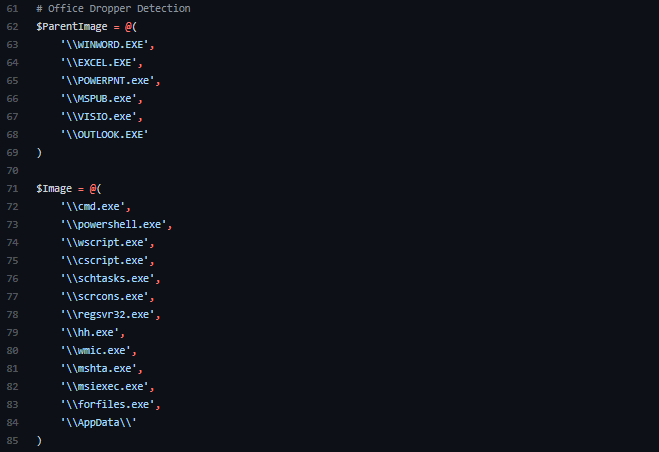 61 # Office Dropper Detection
62 $ParentImage = @(
63     '\\WINWORD.EXE',
64     '\\EXCEL.EXE',
65     '\\POWERPNT.exe',
66     '\\MSPUB.exe',
67     '\\VISIO.exe',
68     '\\OUTLOOK.EXE'
69 )
70
71 $Image = @(
72     '\\cmd.exe',
73     '\\powershell.exe',
74     '\\wscript.exe',
75     '\\cscript.exe',
76     '\\schtasks.exe',
77     '\\scrcons.exe',
78     '\\regsvr32.exe',
79     '\\hh.exe',
80     '\\wmic.exe',
81     '\\mshta.exe',
82     '\\msiexec.exe',
83     '\\forfiles.exe',
84     '\\AppData\\'
85 )